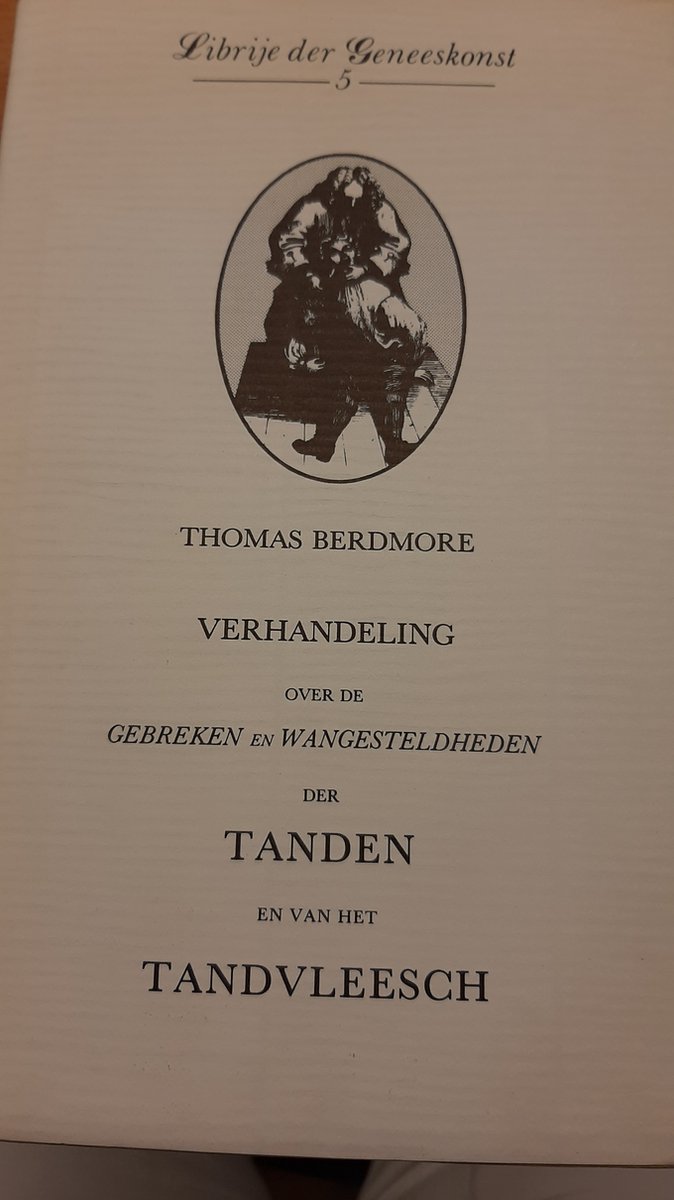 Librije der Geneeskonst
5
THOMAS BERDMORE
VERHANDELING
OVER DE
GEBREKEN EN WANGESTELDHEDEN
DER
TANDEN
EN VAN HET
TANDVLEESCH